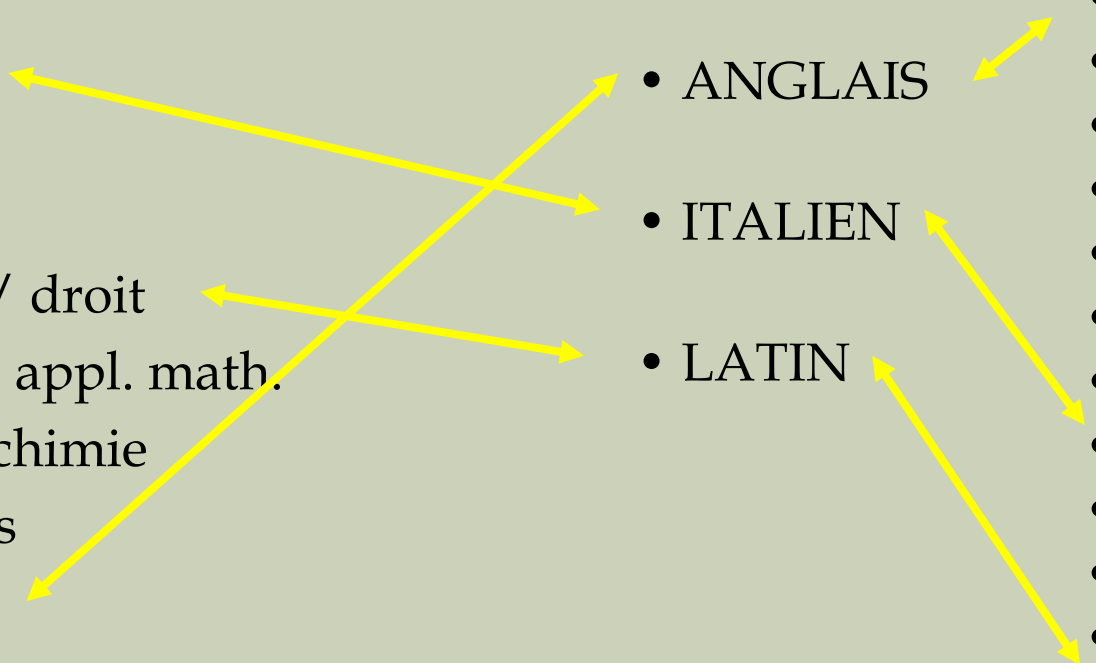 • ANGLAIS
• ITALIEN
• LATIN
/ droit
appl. math.
chimie
s